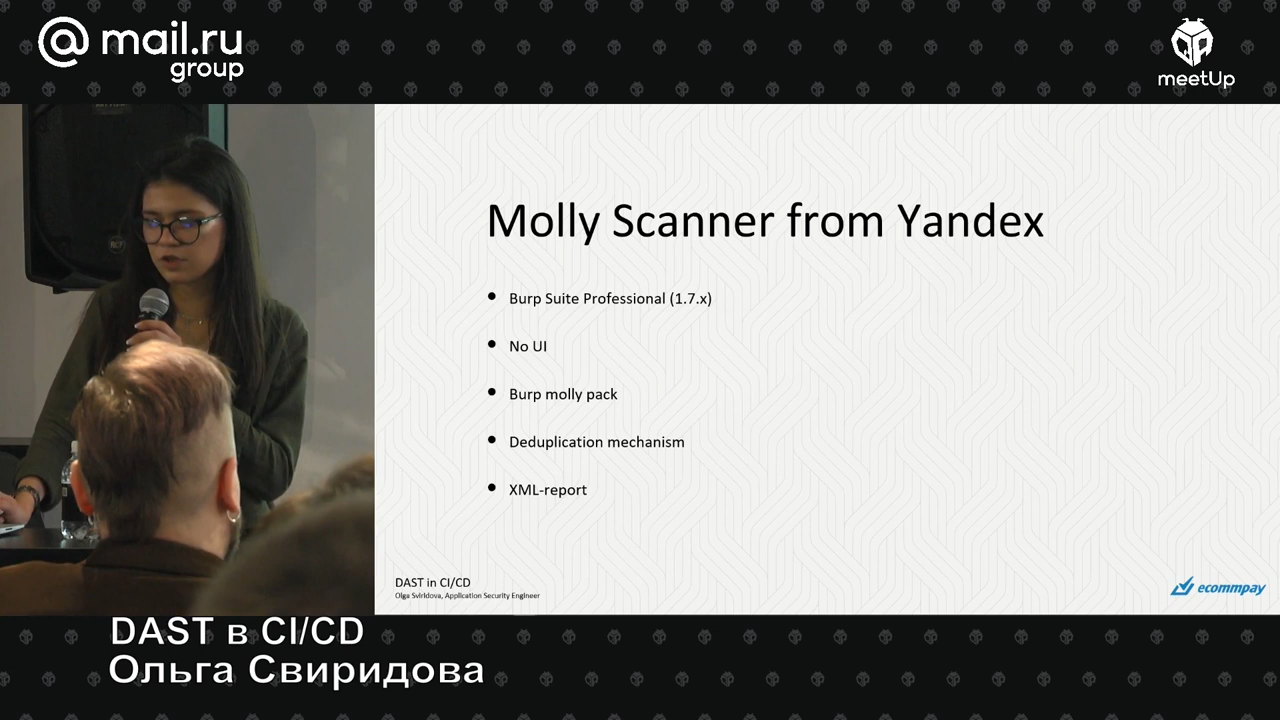 @mail.ru
group
meetUp
Molly Scanner from Yandex
• Burp Suite Professional (1.7.x)
• No UI
• Burp molly pack
• Deduplication mechanism
• XML-report
DAST in CI/CD
Olga Sviridova, Application Security Engineer
ecommpay
DAST в CI/CD
Ольга Свиридова
RCF